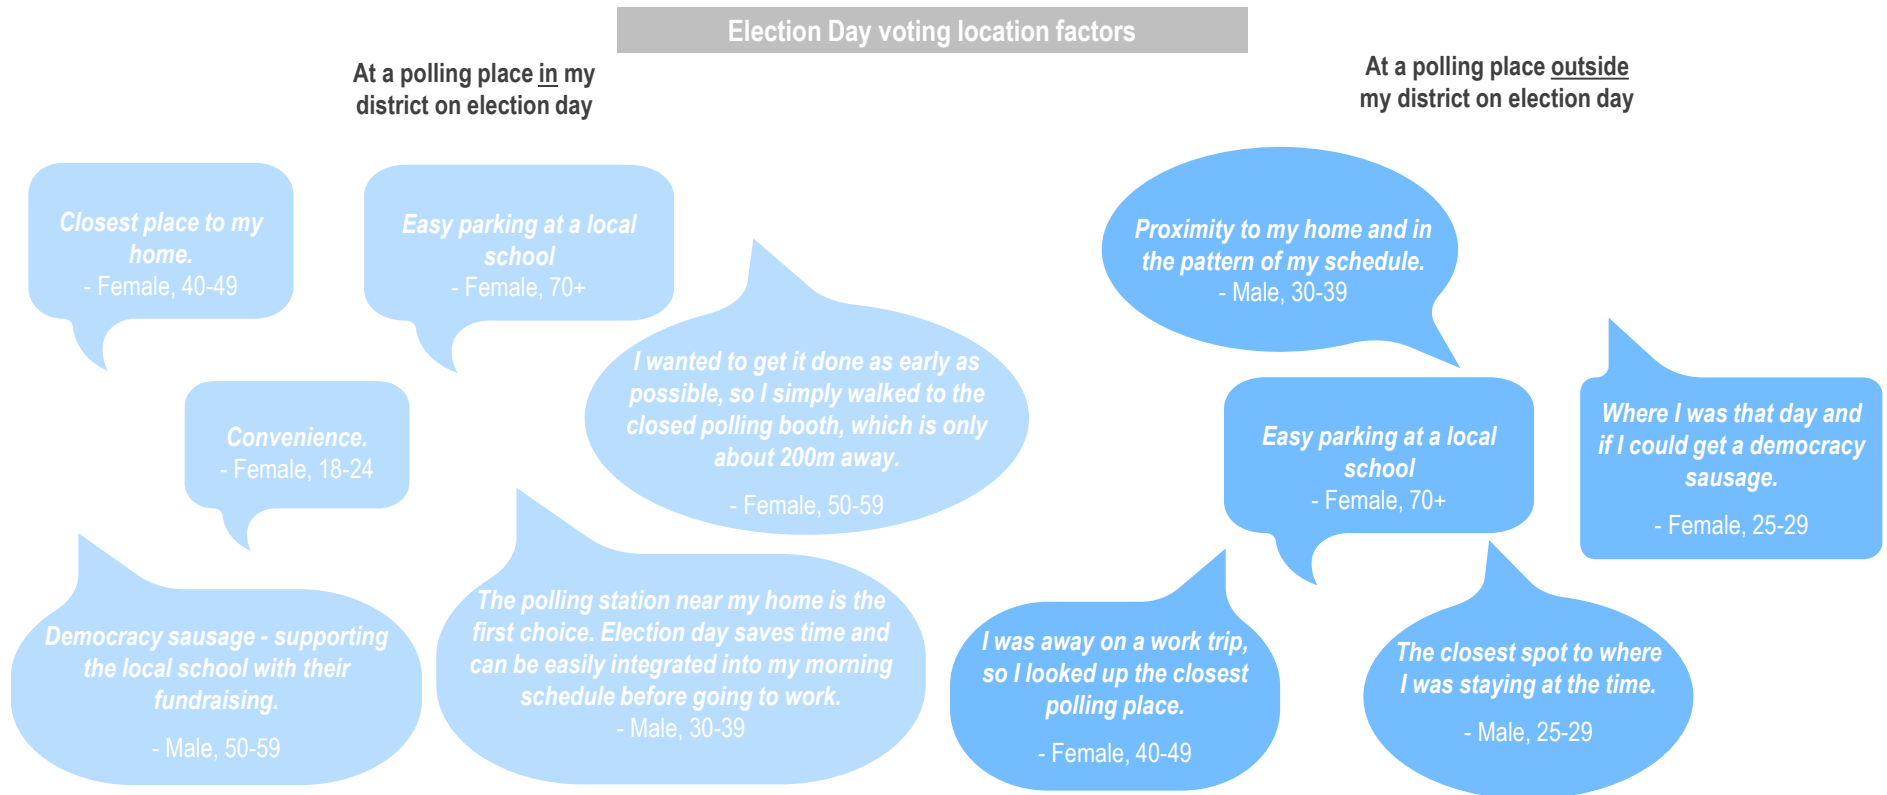 Election Day voting location factors
At a polling place in my
district on election day
Closest place to my
home.
- Female, 40-49
Easy parking at a local
school
- Female, 70+
I wanted to get it done as early as
possible, so I simply walked to the
closed polling booth, which is only
about 200m away.
- Female, 50-59
Convenience.
- Female, 18-24
Democracy sausage - supporting
the local school with their
fundraising.
- Male, 50-59
The polling station near my home is the
first choice. Election day saves time and
can be easily integrated into my morning
schedule before going to work.
- Male, 30-39
At a polling place outside
my district on election day
Proximity to my home and in
the pattern of my schedule.
- Male, 30-39
Easy parking at a local
school
- Female, 70+
Where I was that day and
if I could get a democracy
sausage.
- Female, 25-29
I was away on a work trip,
so I looked up the closest
polling place.
- Female, 40-49
The closest spot to where
I was staying at the time.
- Male, 25-29